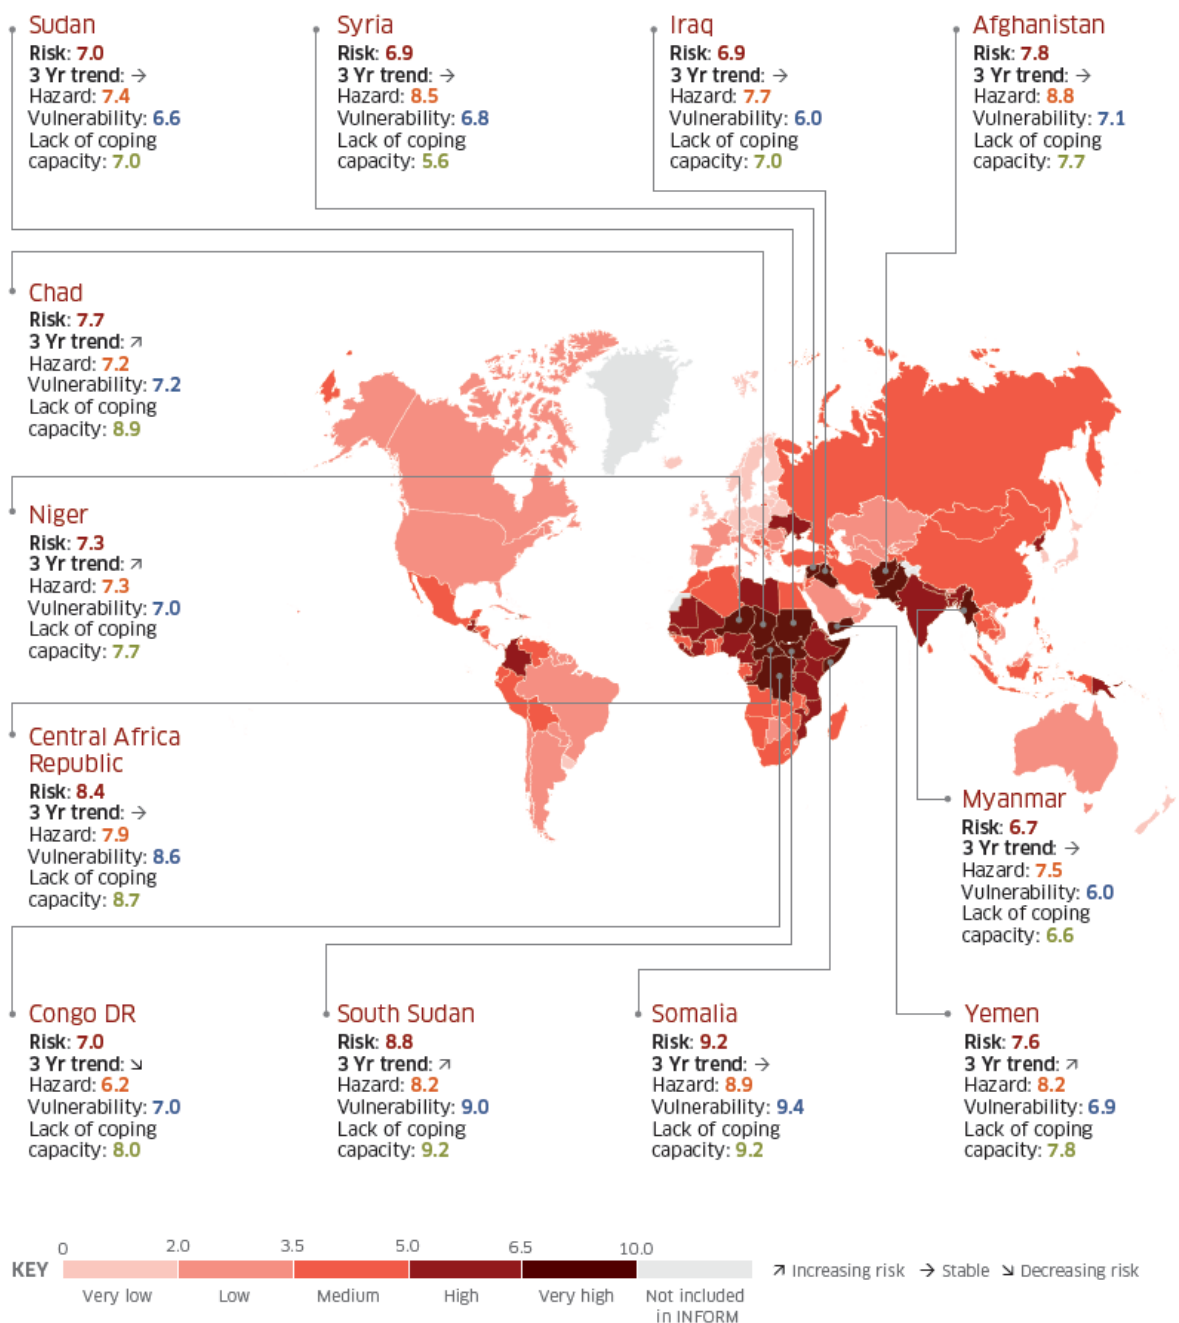 Sudan
Risk: 7.0
3 Yr trend: →
Hazard: 7.4
Vulnerability: 6.6
Lack of coping
capacity: 7.0
Syria
Risk: 6.9
3 Yr trend: →
Hazard: 8.5
Vulnerability: 6.8
Lack of coping
capacity: 5.6
Iraq
Risk: 6.9
3 Yr trend: →
Hazard: 7.7
Vulnerability: 6.0
Lack of coping
capacity: 7.0
Afghanistan
Risk: 7.8
3 Yr trend: →
Hazard: 8.8
Vulnerability: 7.1
Lack of coping
capacity: 7.7
Chad
Risk: 7.7
3 Yr trend: ↗
Hazard: 7.2
Vulnerability: 7.2
Lack of coping
capacity: 8.9
Niger
Risk: 7.3
3 Yr trend: ↗
Hazard: 7.3
Vulnerability: 7.0
Lack of coping
capacity: 7.7
Central Africa
Republic
Risk: 8.4
3 Yr trend: →
Hazard: 7.9
Vulnerability: 8.6
Lack of coping
capacity: 8.7
Myanmar
Risk: 6.7
3 Yr trend: →
Hazard: 7.5
Vulnerability: 6.0
Lack of coping
capacity: 6.6
Congo DR
Risk: 7.0
3 Yr trend: ↘
Hazard: 6.2
Vulnerability: 7.0
Lack of coping
capacity: 8.0
South Sudan
Risk: 8.8
3 Yr trend: ↗
Hazard: 8.2
Vulnerability: 9.0
Lack of coping
capacity: 9.2
Somalia
Risk: 9.2
3 Yr trend: →
Hazard: 8.9
Vulnerability: 9.4
Lack of coping
capacity: 9.2
Yemen
Risk: 7.6
3 Yr trend: ↗
Hazard: 8.2
Vulnerability: 6.9
Lack of coping
capacity: 7.8
0 2.0 3.5 5.0 6.5 10.0
KEY
Very low Low Medium High Very high Not included
in INFORM
↗ Increasing risk → Stable ↘ Decreasing risk